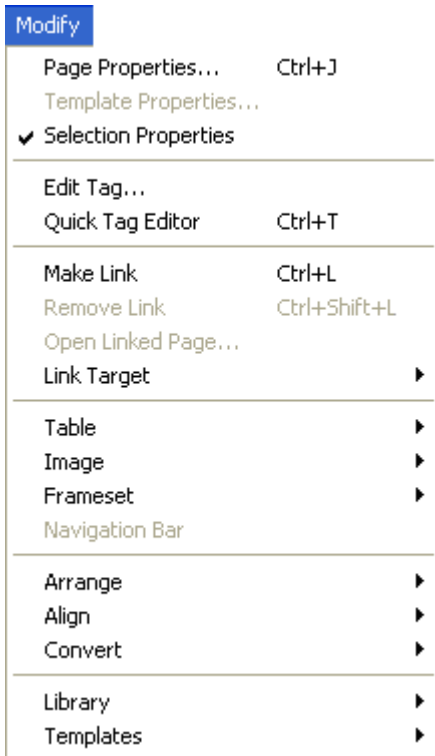 Modify
Page Properties... Ctrl+J
Template Properties...
Selection Properties
Edit Tag...
Quick Tag Editor Ctrl+T
Make Link Ctrl+L
Remove Link Ctrl+Shift+L
Open Linked Page...
Link Target
Table
Image
Frameset
Navigation Bar
Arrange
Align
Convert
Library
Templates